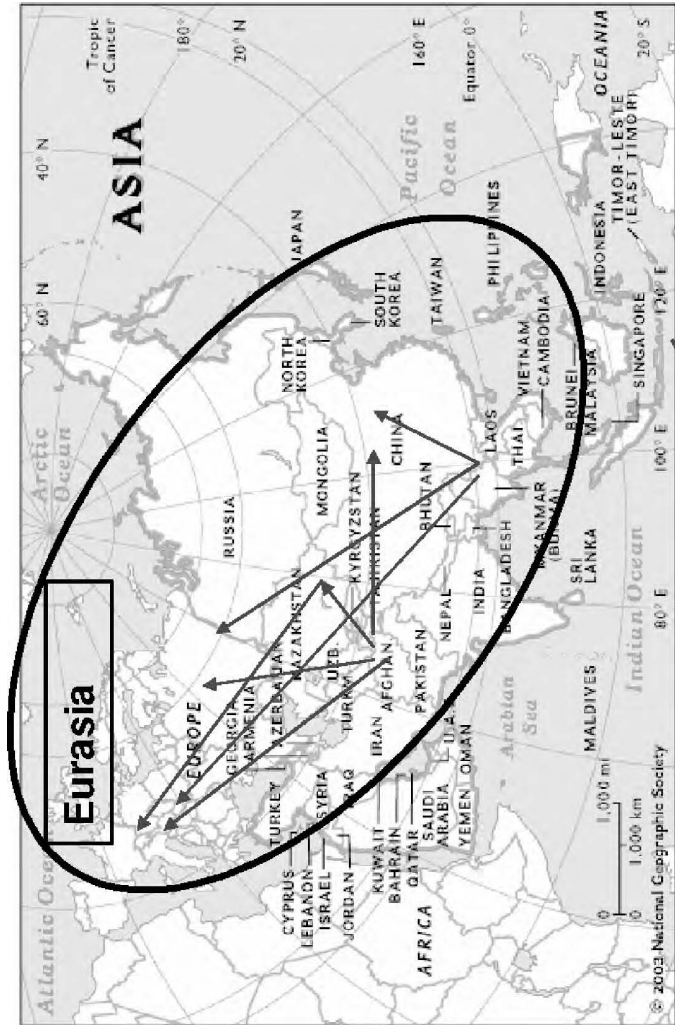 Atlantic Ocean
Eurasia
Arctic
Ocean
60° N
40° N
Tropic
of Cancer
ASIA
180°
20° N
EUROPE
RUSSIA
GEORGIA
ARMENIA
AZERBAIJAN
TURKEY
KAZAKHSTAN
CYPRUS
LEBANON
ISRAEL
SYRIA
JORDAN
IRAQ
UZB.
TURKM.
MONGOLIA
KYRGYZSTAN
TAJIKISTAN
NORTH
KOREA
JAPAN
SOUTH
KOREA
KUWAIT
BAHRAIN
QATAR
IRAN
AFGHAN.
CHINA
Pacific
Ocean
160° E
AFRICA
SAUDI
ARABIA
U.A.E.
PAKISTAN
BHUTAN
TAIWAN
YEMEN
OMAN
NEPAL
INDIA
BANGLADESH
LAOS
PHILIPPINES
Equator 0°
Arabian
Sea
THAI.
VIETNAM
CAMBODIA
MYANMAR
(BURMA)
SRI
LANKA
BRUNEI
MALAYSIA
MALDIVES
INDONESIA
OCEANIA
TIMOR-LESTE
(EAST TIMOR)
0 1,000 mi
0 1,000 km
Indian Ocean
SINGAPORE
© 2003 National Geographic Society
80° E
100° E
120° E
20° S